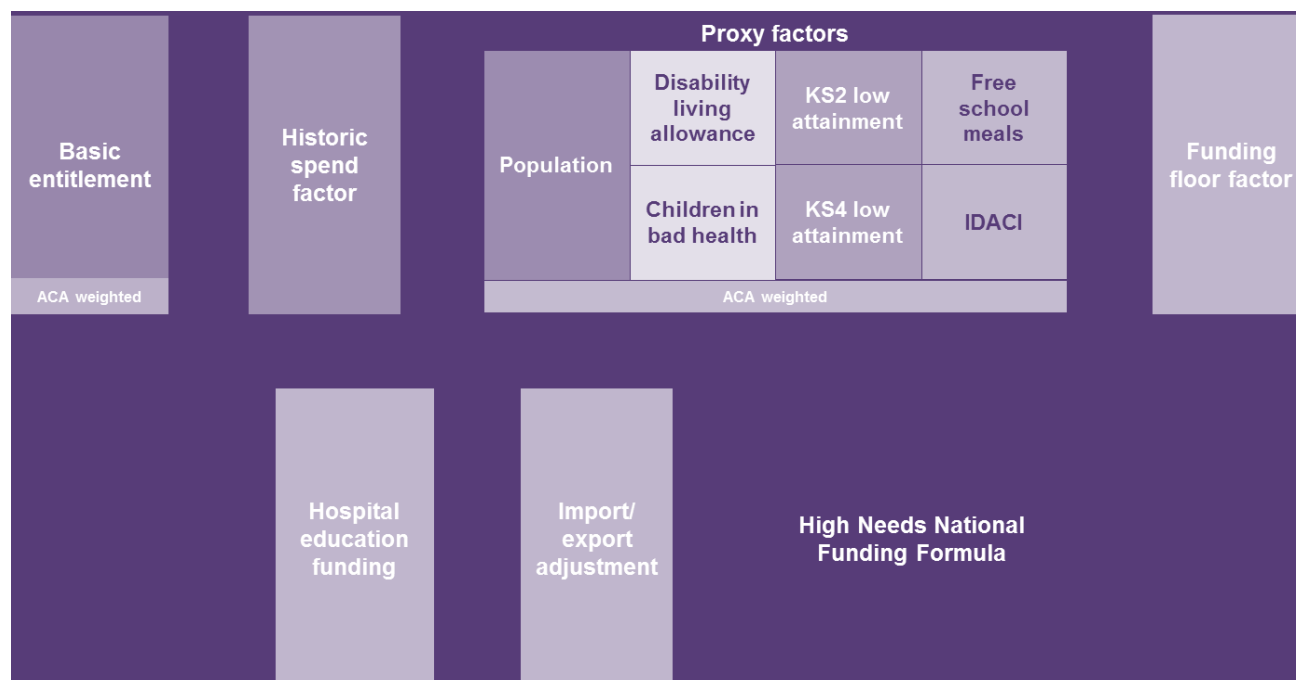 Proxy factors
Basic
entitlement
ACA weighted
Historic
spend
factor
Population
Disability
living
allowance
KS2 low
attainment
Free
school
meals
Children in
bad health
KS4 low
attainment
IDACI
ACA weighted
Funding
floor factor
Hospital
education
funding
Import/
export
adjustment
High Needs National
Funding Formula